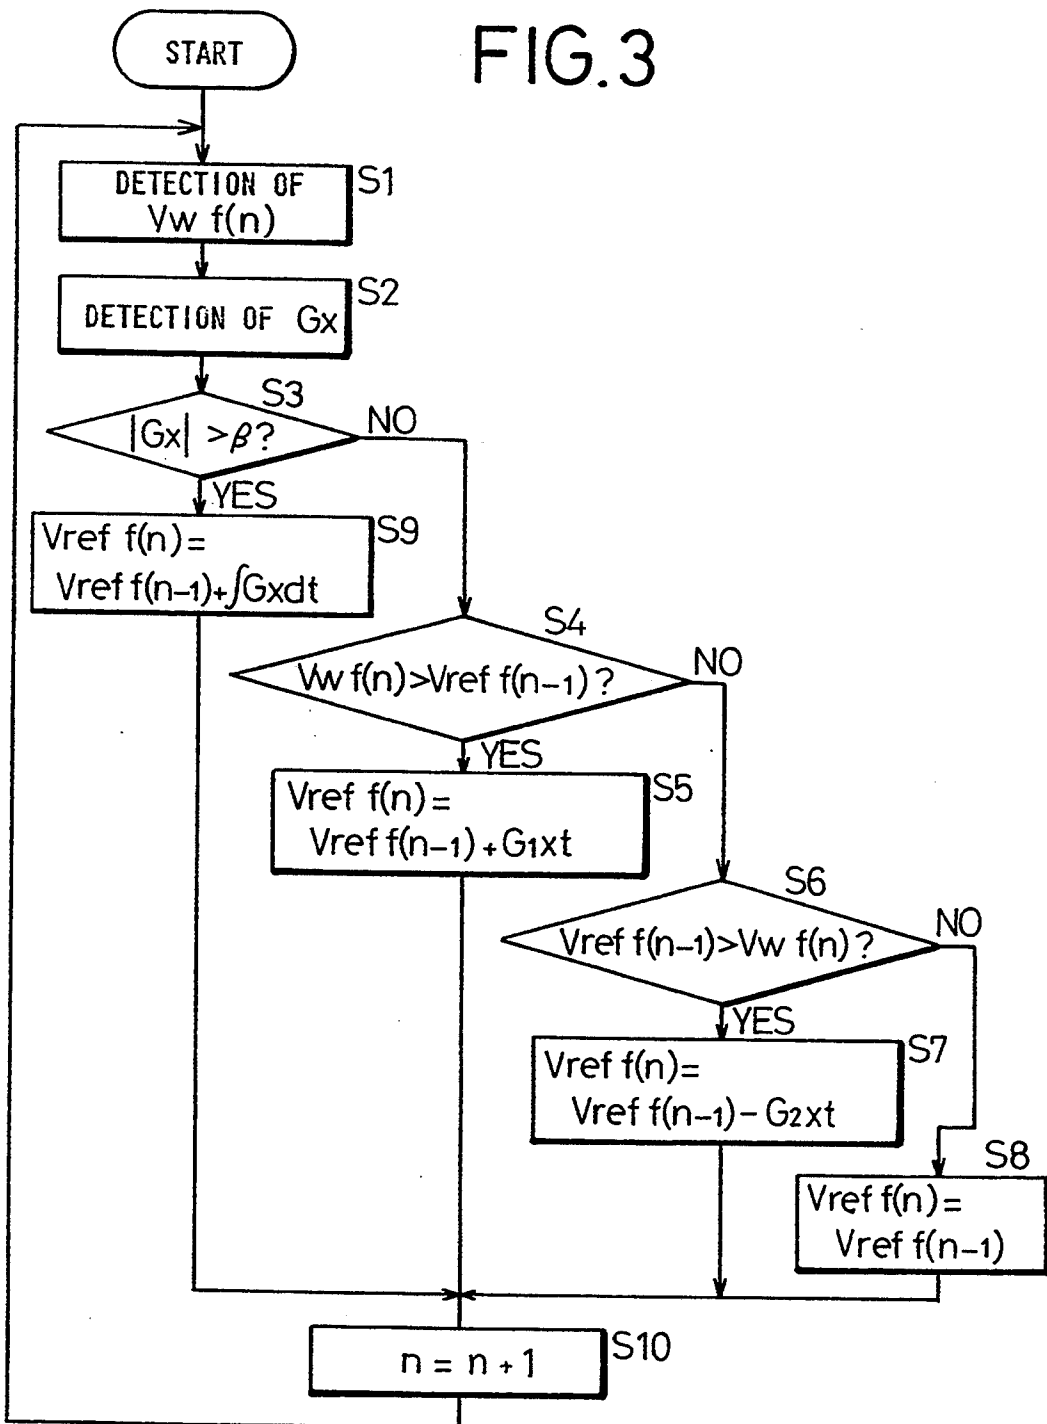 FIG.3
START
DETECTION OF
Vw f(n)
S1
DETECTION OF Gx
S2
S3
|Gx| >β?
NO
YES
Vref f(n)=
Vref f(n-1)+∫Gxdt
S9
S4
Vw f(n)>Vref f(n-1)?
NO
YES
Vref f(n)=
Vref f(n-1)+G1xt
S5
S6
Vref f(n-1)>Vw f(n)?
NO
YES
Vref f(n)=
Vref f(n-1)-G2xt
S7
S8
Vref f(n)=
Vref f(n-1)
n = n+1
S10